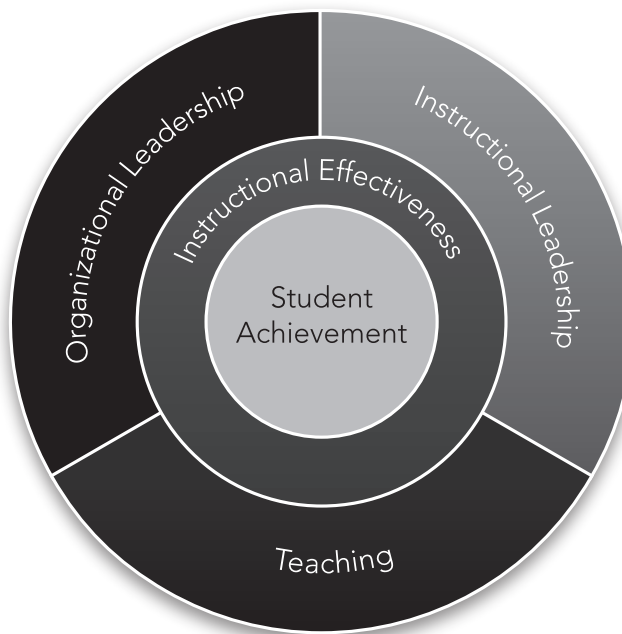 Organizational Leadership
Instructional Leadership
Instructional Effectiveness
Student
Achievement
Teaching